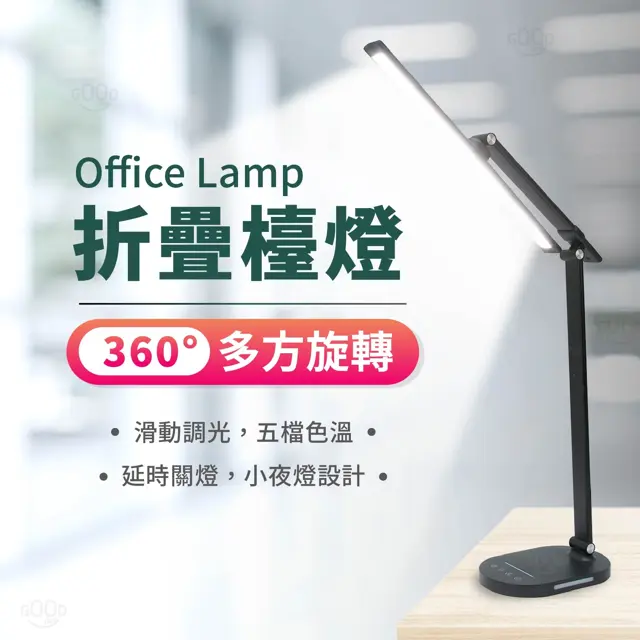 Office Lamp
折疊檯燈
360° 多方旋轉
• 滑動調光，五檔色溫 •
• 延時關燈，小夜燈設計 •